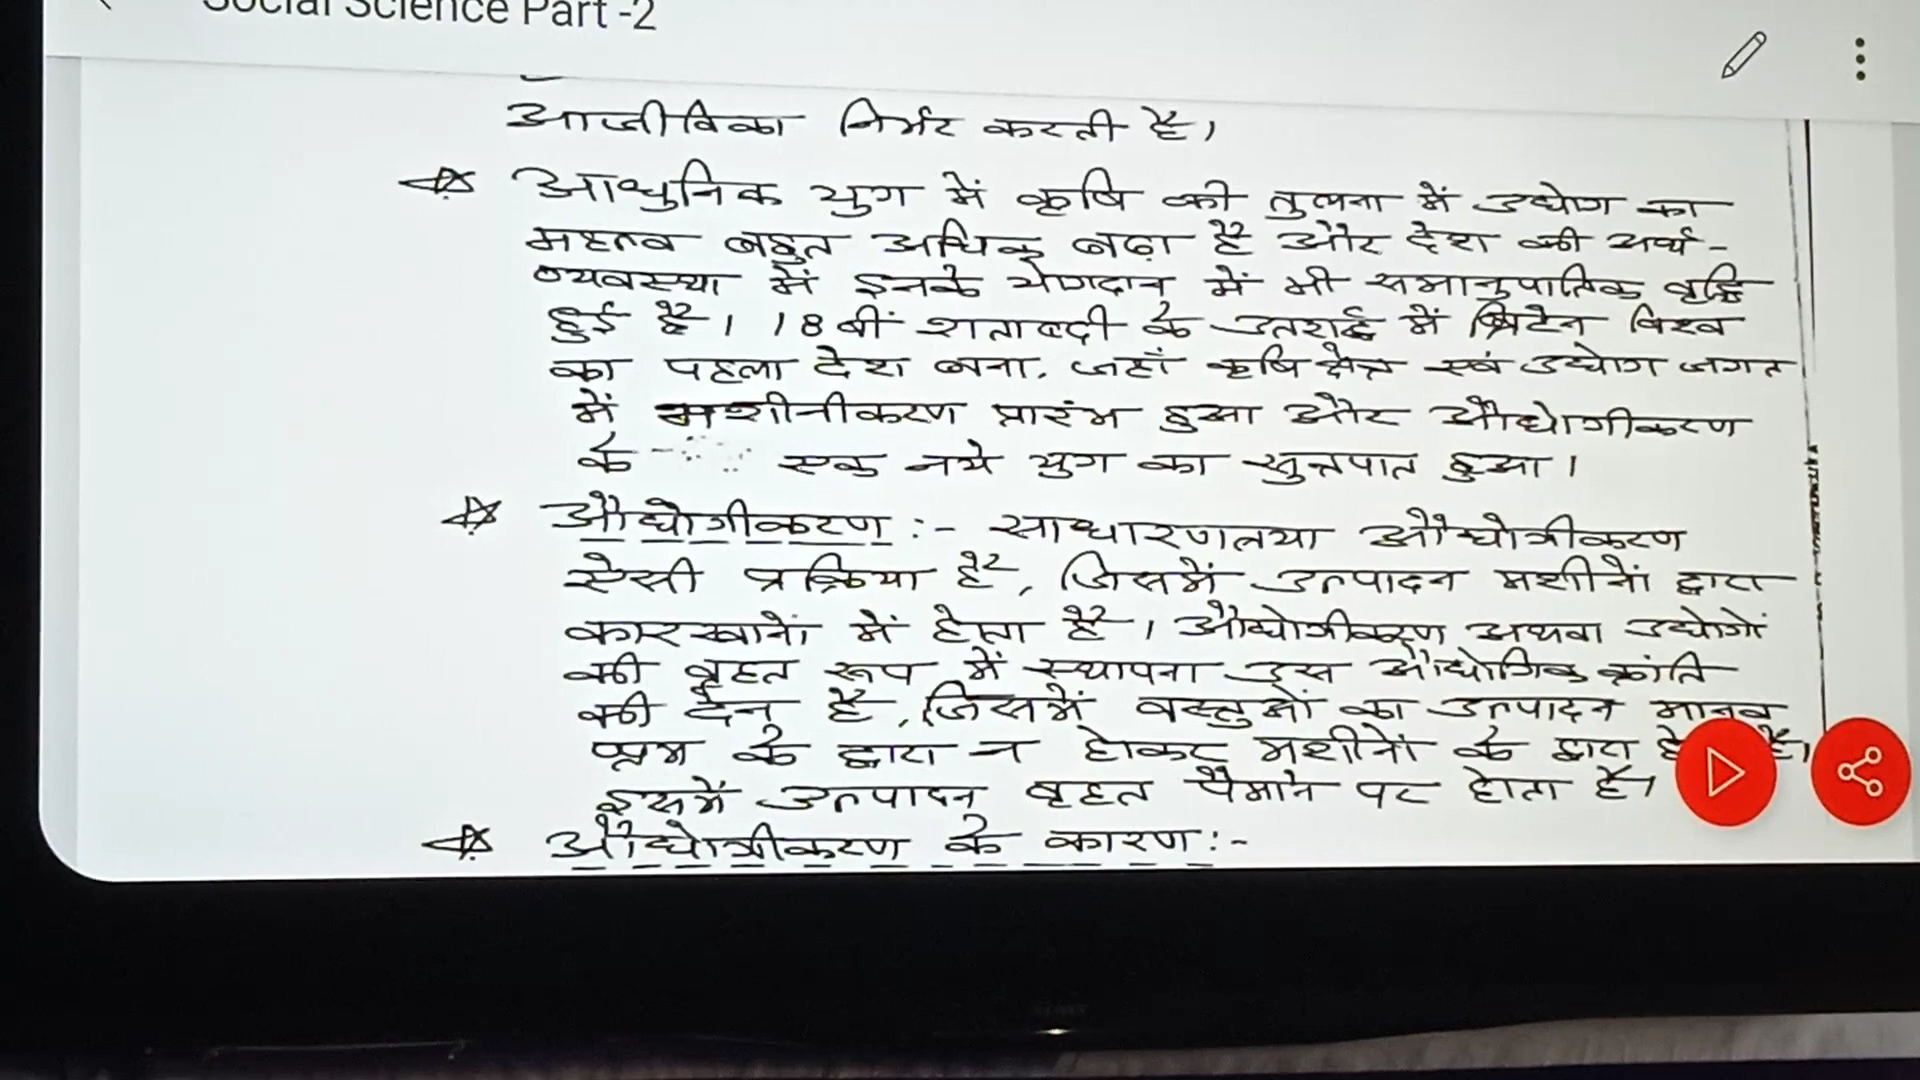 Social Science Part -2
आजीविका निर्भर करती है।
आधुनिक युग में कृषि की तुलना में उद्योग का
महत्व बहुत अधिक बढ़ा है और देश की अर्थ-
व्यवस्था में इनके योगदान में भी समानुपातिक वृद्धि
हुई है। 18 वीं शताब्दी के उतरार्द्ध में ब्रिटेन विश्व
का पहला देश बना, जहाँ कृषि क्षेत्र एवं उद्योग जगत
में मशीनीकरण प्रारंभ हुआ और औद्योगीकरण
के एक नये युग का सुत्रपात हुआ।
औद्योगीकरण :- साधारणतया औद्योगीकरण
ऐसी प्रक्रिया है, जिसमें उत्पादन मशीनों द्वारा
कारखानों में होता है। औद्योगीकरण अथवा उद्योगों
की बृहत रूप में स्थापना उस औद्योगिक क्रांति
की देन है, जिसमें वस्तुओं का उत्पादन मानव
श्रम के द्वारा न होकर मशीनों के द्वारा है।
इसमें उत्पादन बृहत पैमाने पर होता है।
औद्योगीकरण के कारण :-